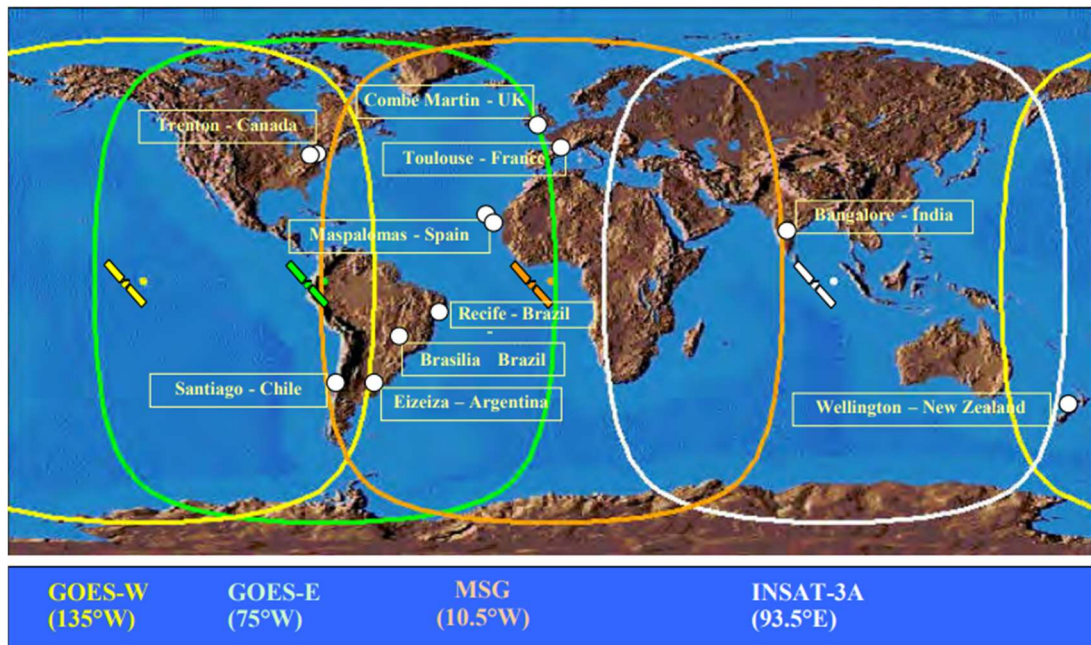 Combe Martin - UK
Trenton - Canada
Toulouse - France
Bangalore - India
Maspalomas - Spain
Recife - Brazil
-
Brasilia Brazil
Santiago - Chile
Eizeiza – Argentina
Wellington – New Zealand
GOES-W
(135°W)
GOES-E
(75°W)
MSG
(10.5°W)
INSAT-3A
(93.5°E)